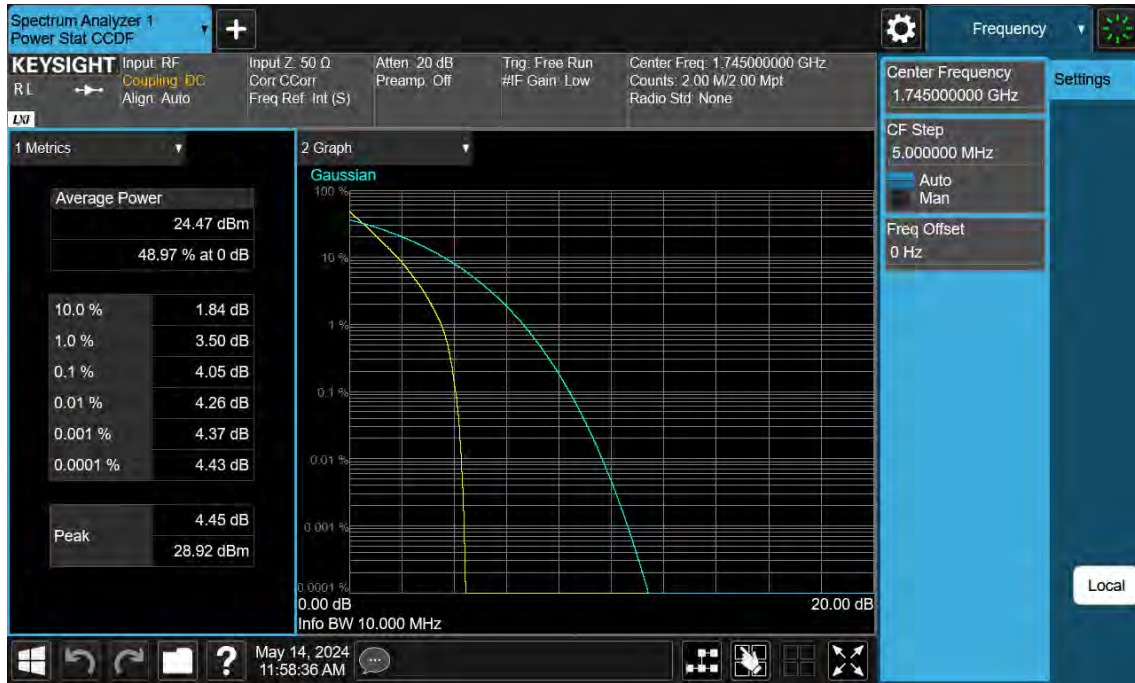 Spectrum Analyzer 1
Power Stat CCDF
Frequency
KEYSIGHT
R L
LXI
Input: RF
Coupling: DC
Align: Auto
Input Z: 50 Ω
Corr CCorr
Freq Ref: Int (S)
Atten: 20 dB
Preamp: Off
Trig: Free Run
#IF Gain: Low
Center Freq: 1.745000000 GHz
Counts: 2.00 M/2.00 Mpt
Radio Std: None
Center Frequency
1.745000000 GHz
Settings
CF Step
5.000000 MHz
Auto
Man
Freq Offset
0 Hz
1 Metrics
Average Power
24.47 dBm
48.97 % at 0 dB
10.0 % 1.84 dB
1.0 % 3.50 dB
0.1 % 4.05 dB
0.01 % 4.26 dB
0.001 % 4.37 dB
0.0001 % 4.43 dB
Peak
4.45 dB
28.92 dBm
2 Graph
Gaussian
100 %
10 %
1 %
0.1 %
0.01 %
0.001 %
0.0001 %
0.00 dB 20.00 dB
Info BW 10.000 MHz
Local
?
May 14, 2024
11:58:36 AM